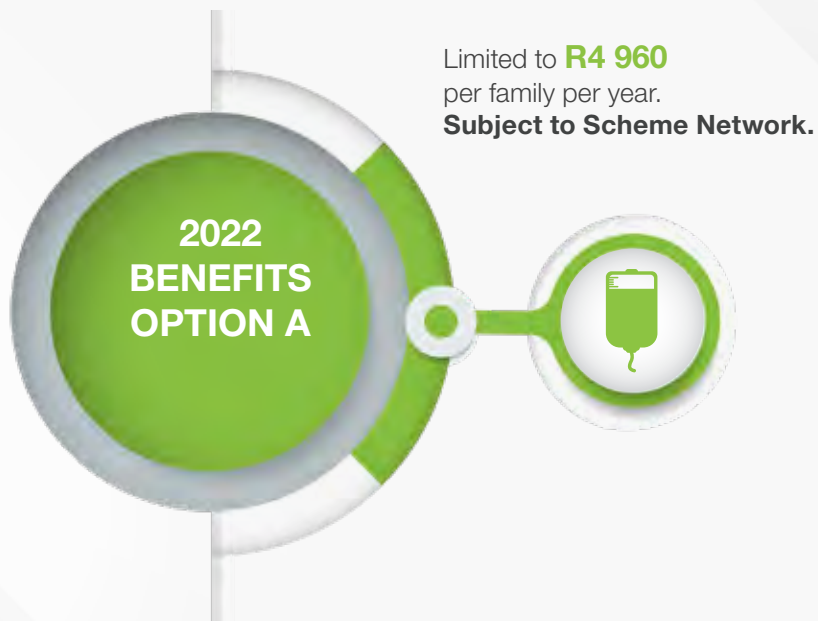 Limited to R4 960
per family per year.
Subject to Scheme Network.
2022
BENEFITS
OPTION A